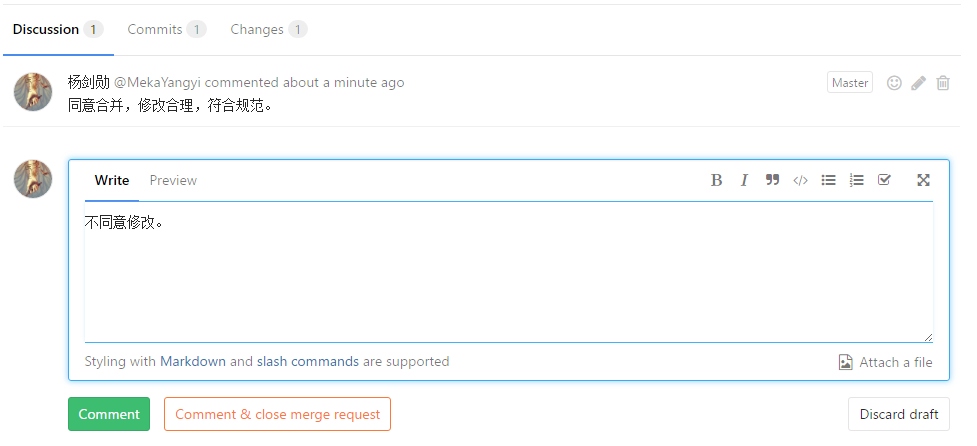 Discussion 1 Commits 1 Changes 1
杨剑勋 @MekaYangyi commented about a minute ago Master
同意合并，修改合理，符合规范。
Write Preview B I
不同意修改。
Styling with Markdown and slash commands are supported Attach a file
Comment Comment & close merge request Discard draft